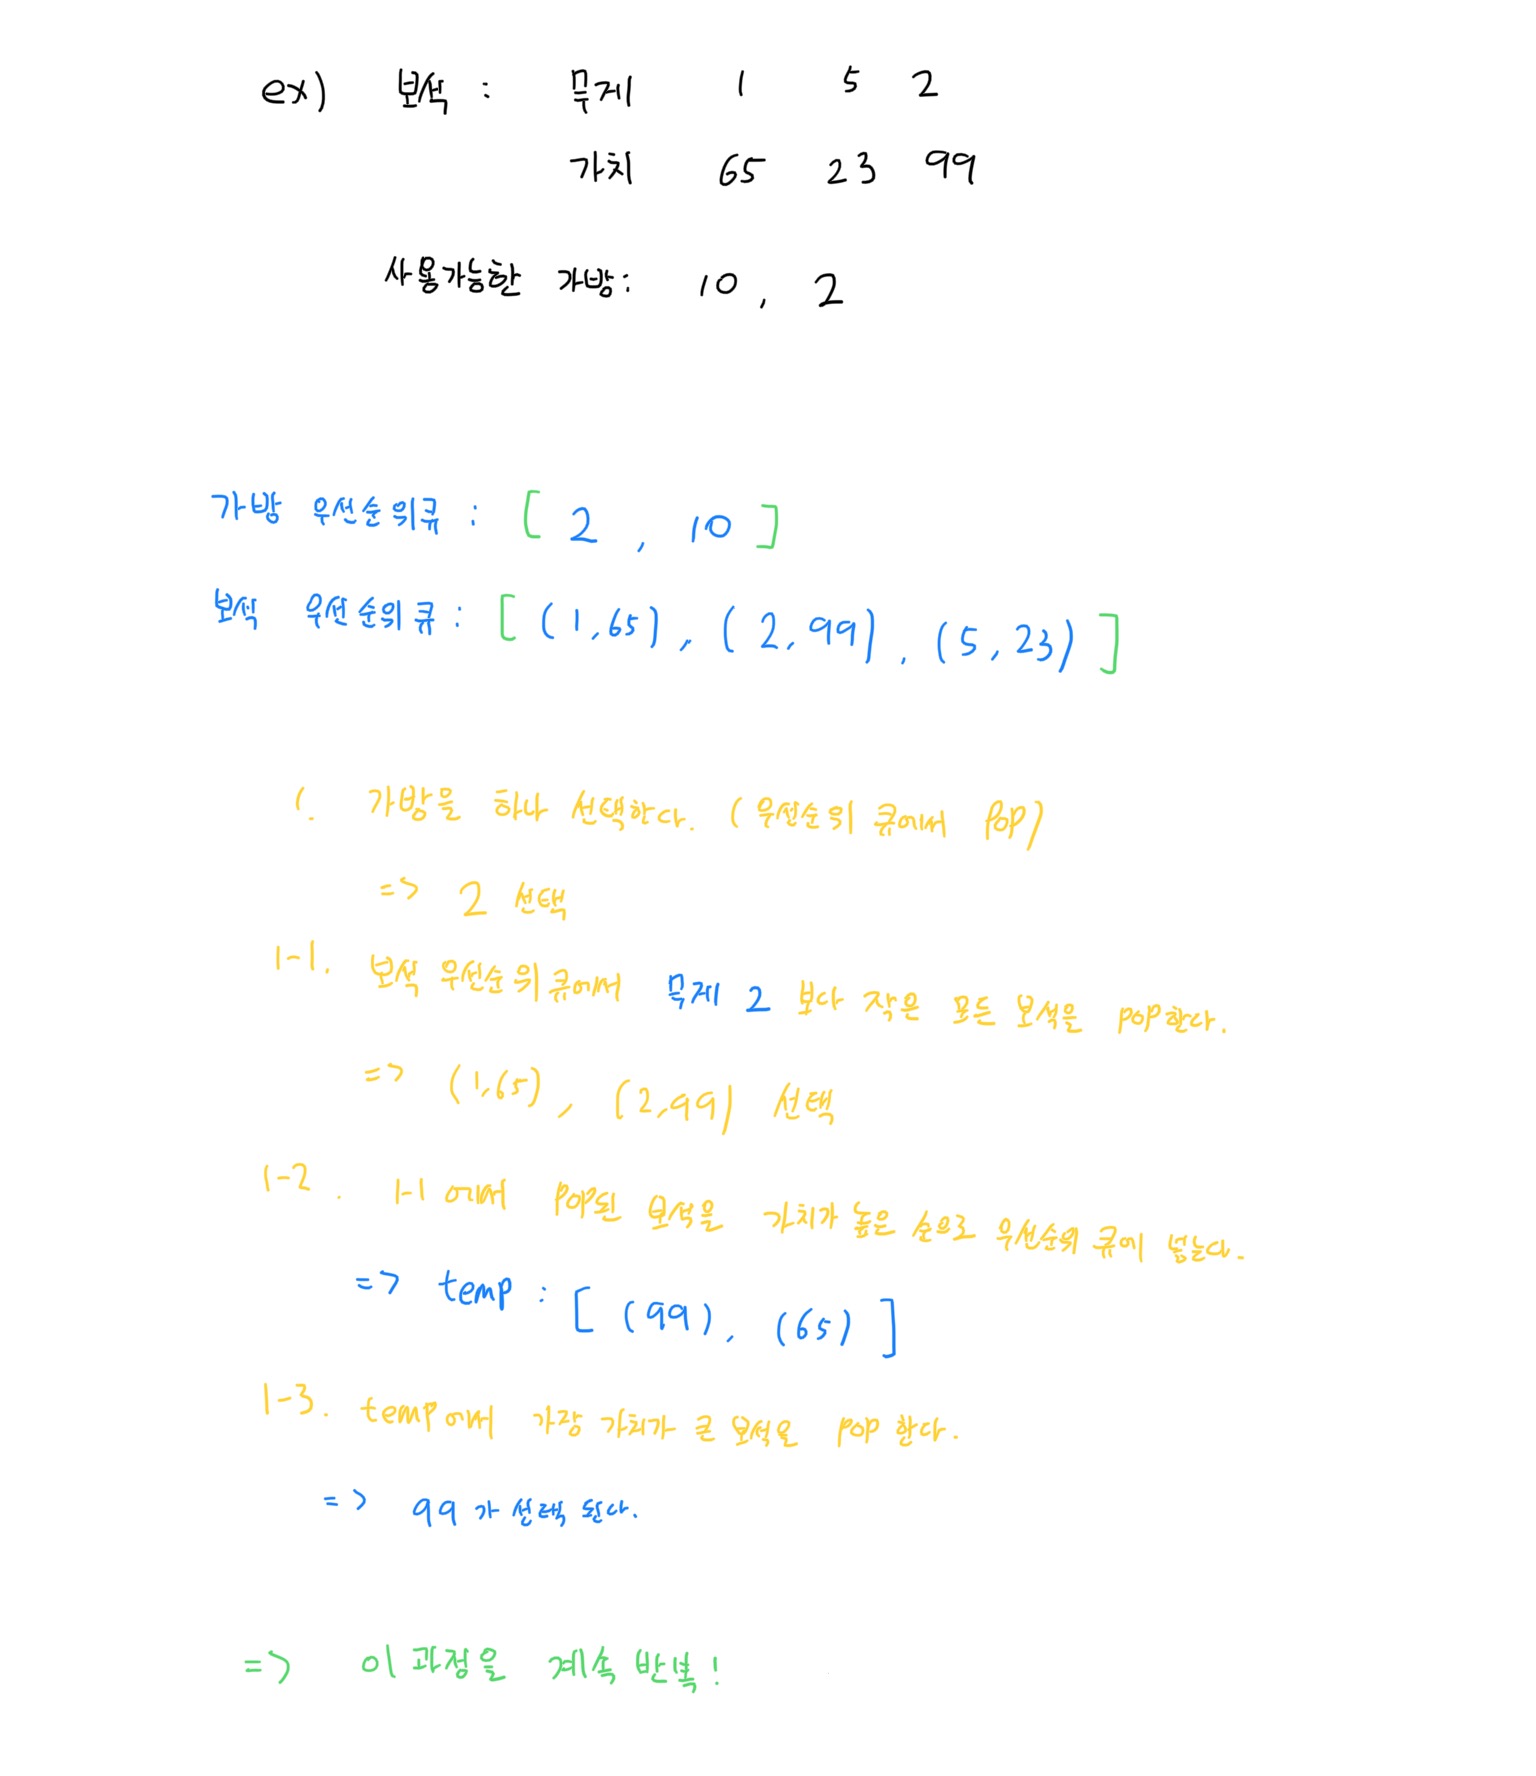 ex) 보석 : 무게 1 5 2
가치 65 23 99
사용가능한 가방: 10, 2
가방 우선순위큐 : [ 2 , 10 ]
보석 우선순위큐 : [ (1,65), (2,99), (5,23) ]
1. 가방을 하나 선택한다. (우선순위 큐에서 pop)
=> 2 선택
1-1. 보석 우선순위큐에서 무게 2 보다 작은 모든 보석을 pop한다.
=> (1,65), (2,99) 선택
1-2. 1-1에서 pop된 보석을 가치가 높은 순으로 우선순위 큐에 넣는다.
=> temp : [ (99), (65) ]
1-3. temp에서 가장 가치가 큰 보석을 pop 한다.
=> 99가 선택 된다.
=> 이 과정을 계속 반복!